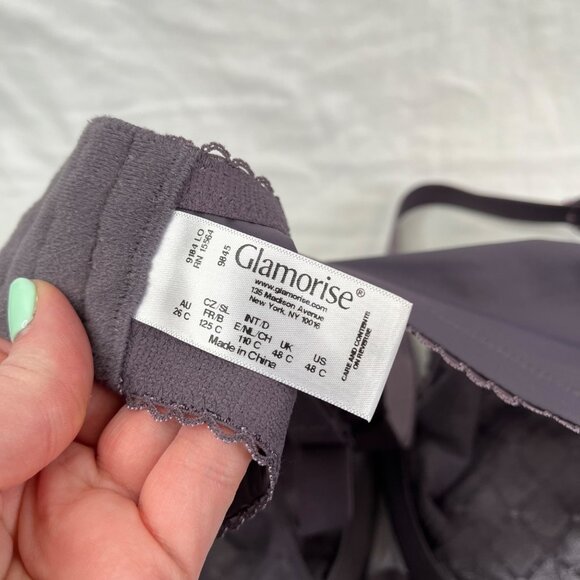 9184 LO
RN 15564
9845
Glamorise®
www.glamorise.com
135 Madison Avenue
New York, NY 10016
AU CZ/SL FR/B INT/D E/NL/CH UK US
26 C 125 C 110 C 48 C 48 C
Made in China
CARE AND CONTENT:
ON REVERSE